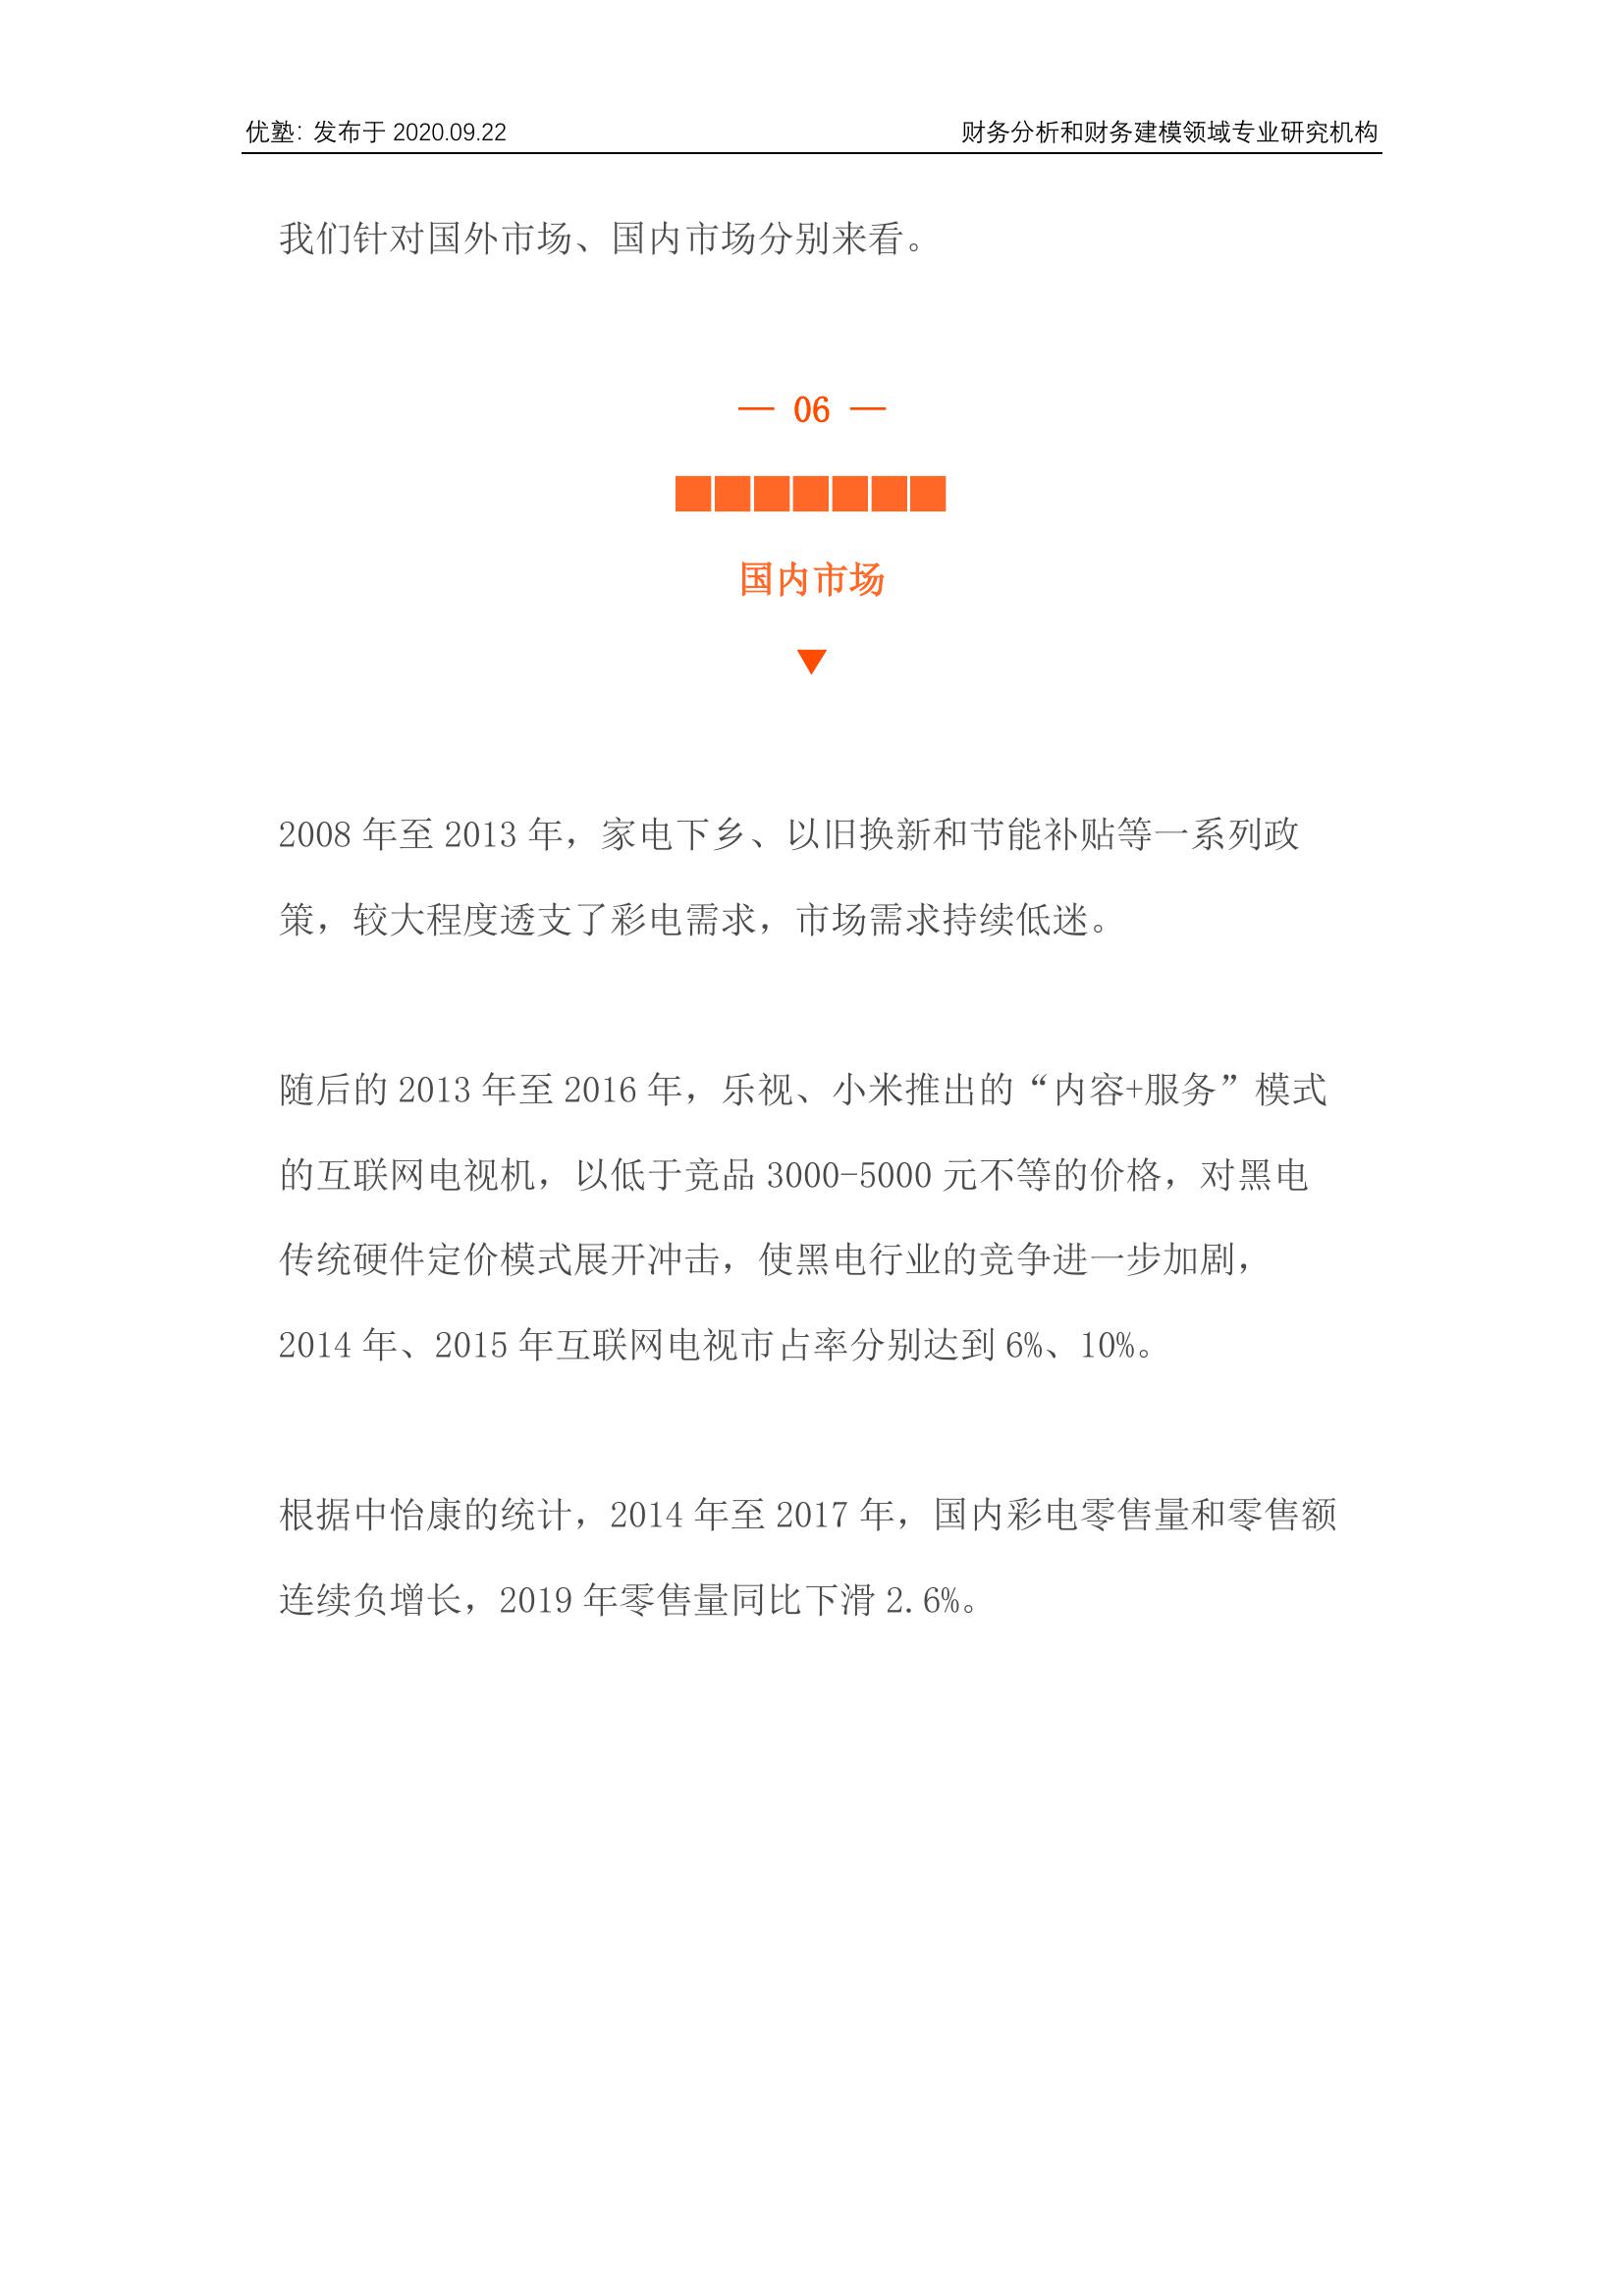 优塾：发布于 2020.09.22
财务分析和财务建模领域专业研究机构
我们针对国外市场、国内市场分别来看。
— 06 —
国内市场
2008 年至 2013 年，家电下乡、以旧换新和节能补贴等一系列政
策，较大程度透支了彩电需求，市场需求持续低迷。
随后的 2013 年至 2016 年，乐视、小米推出的“内容+服务”模式
的互联网电视机，以低于竞品 3000-5000 元不等的价格，对黑电
传统硬件定价模式展开冲击，使黑电行业的竞争进一步加剧，
2014 年、2015 年互联网电视市占率分别达到 6%、10%。
根据中怡康的统计，2014 年至 2017 年，国内彩电零售量和零售额
连续负增长，2019 年零售量同比下滑 2.6%。